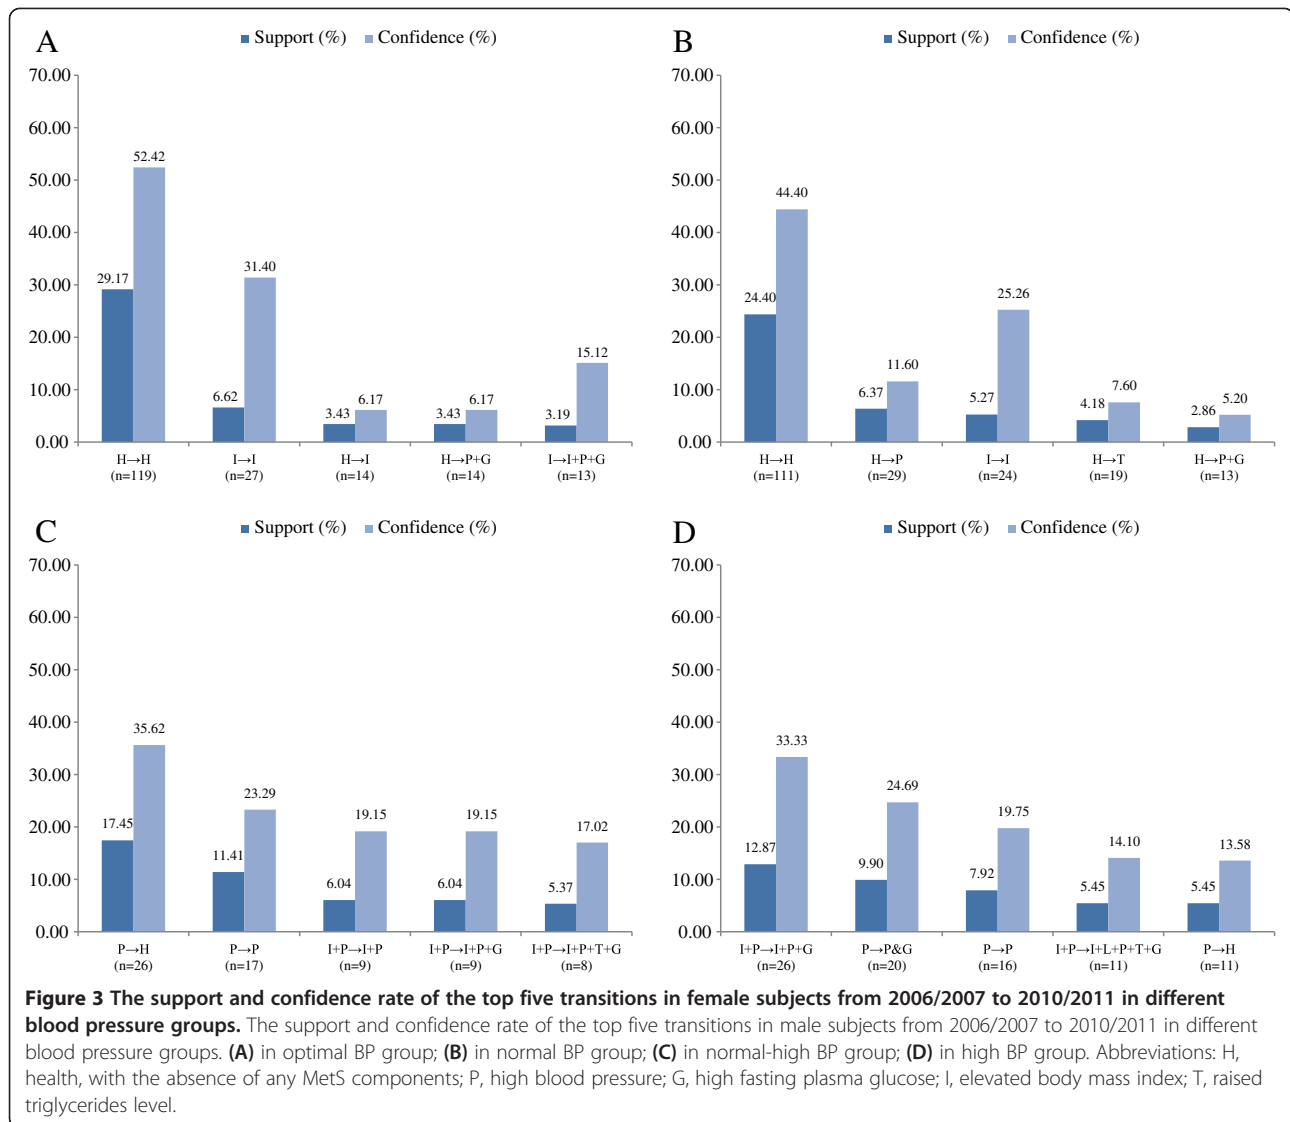 A
Support (%) Confidence (%)
70.00
60.00
50.00
40.00
30.00
20.00
10.00
0.00
29.17 52.42
6.62 31.40
3.43 6.17
3.43 6.17
3.19 15.12
H→H I→I H→I H→P+G I→I+P+G
(n=119) (n=27) (n=14) (n=14) (n=13)
B
Support (%) Confidence (%)
70.00
60.00
50.00
40.00
30.00
20.00
10.00
0.00
24.40 44.40
6.37 11.60
5.27 25.26
4.18 7.60
2.86 5.20
H→H H→P I→I H→T H→P+G
(n=111) (n=29) (n=24) (n=19) (n=13)
C
Support (%) Confidence (%)
70.00
60.00
50.00
40.00
30.00
20.00
10.00
0.00
17.45 35.62
11.41 23.29
6.04 19.15
6.04 19.15
5.37 17.02
P→H P→P I+P→I+P I+P→I+P+G I+P→I+P+T+G
(n=26) (n=17) (n=9) (n=9) (n=8)
D
Support (%) Confidence (%)
70.00
60.00
50.00
40.00
30.00
20.00
10.00
0.00
12.87 33.33
9.90 24.69
7.92 19.75
5.45 14.10
5.45 13.58
I+P→I+P+G P→P&G P→P I+P→I+L+P+T+G P→H
(n=26) (n=20) (n=16) (n=11) (n=11)
Figure 3 The support and confidence rate of the top five transitions in female subjects from 2006/2007 to 2010/2011 in different
blood pressure groups. The support and confidence rate of the top five transitions in male subjects from 2006/2007 to 2010/2011 in different
blood pressure groups. (A) in optimal BP group; (B) in normal BP group; (C) in normal-high BP group; (D) in high BP group. Abbreviations: H,
health, with the absence of any MetS components; P, high blood pressure; G, high fasting plasma glucose; I, elevated body mass index; T, raised
triglycerides level.